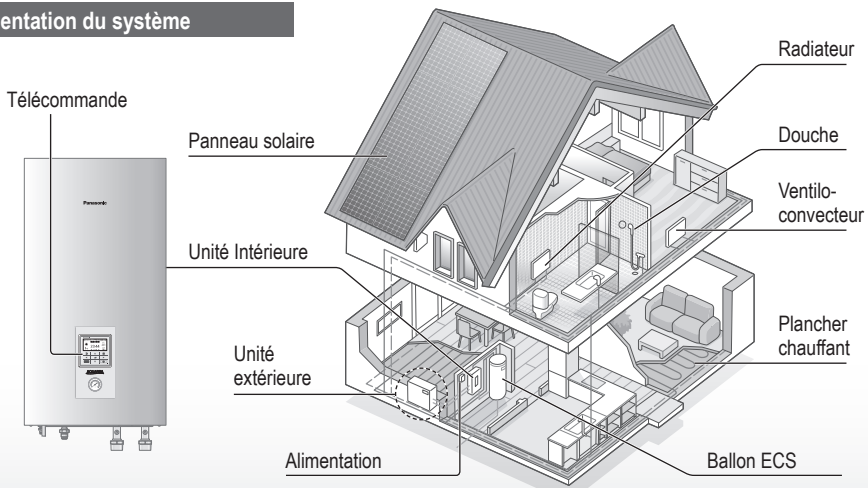 entation du système
Télécommande
Panasonic
Panneau solaire
Unité Intérieure
Unité
extérieure
Alimentation
Radiateur
Douche
Ventilo-
convecteur
Plancher
chauffant
Ballon ECS